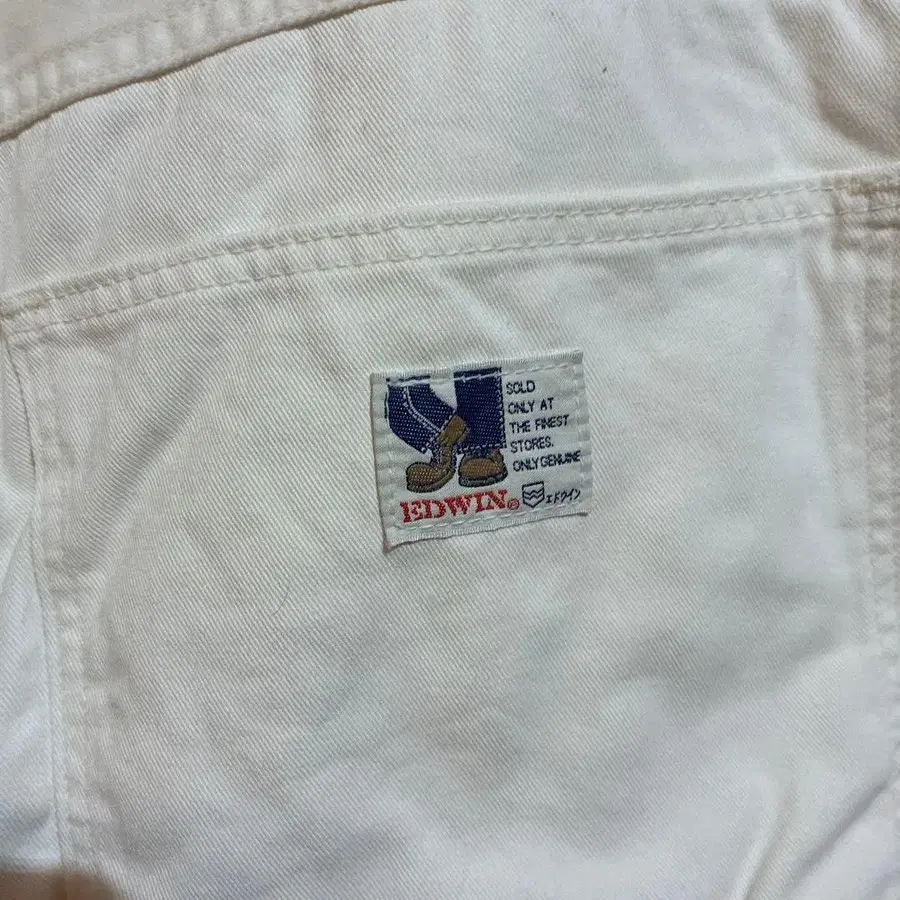 SOLD
ONLY AT
THE FINEST
STORES.
ONLY GENUINE
EDWIN® エドウイン